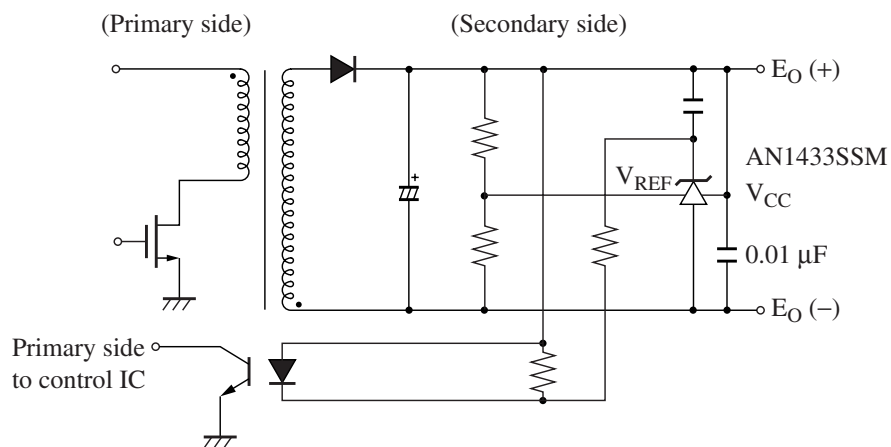 (Primary side)
(Secondary side)
E_O (+)
+
AN1433SSM
V_REF
V_CC
0.01 μF
E_O (−)
Primary side
to control IC